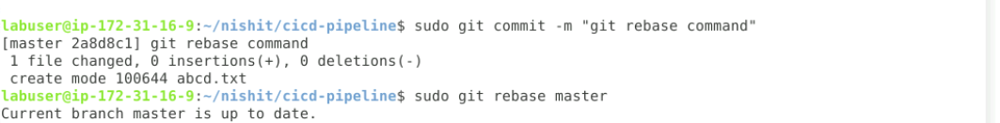 labuser@ip-172-31-16-9:~/nishit/cicd-pipeline$ sudo git commit -m "git rebase command"
[master 2a8d8c1] git rebase command
 1 file changed, 0 insertions(+), 0 deletions(-)
 create mode 100644 abcd.txt
labuser@ip-172-31-16-9:~/nishit/cicd-pipeline$ sudo git rebase master
Current branch master is up to date.